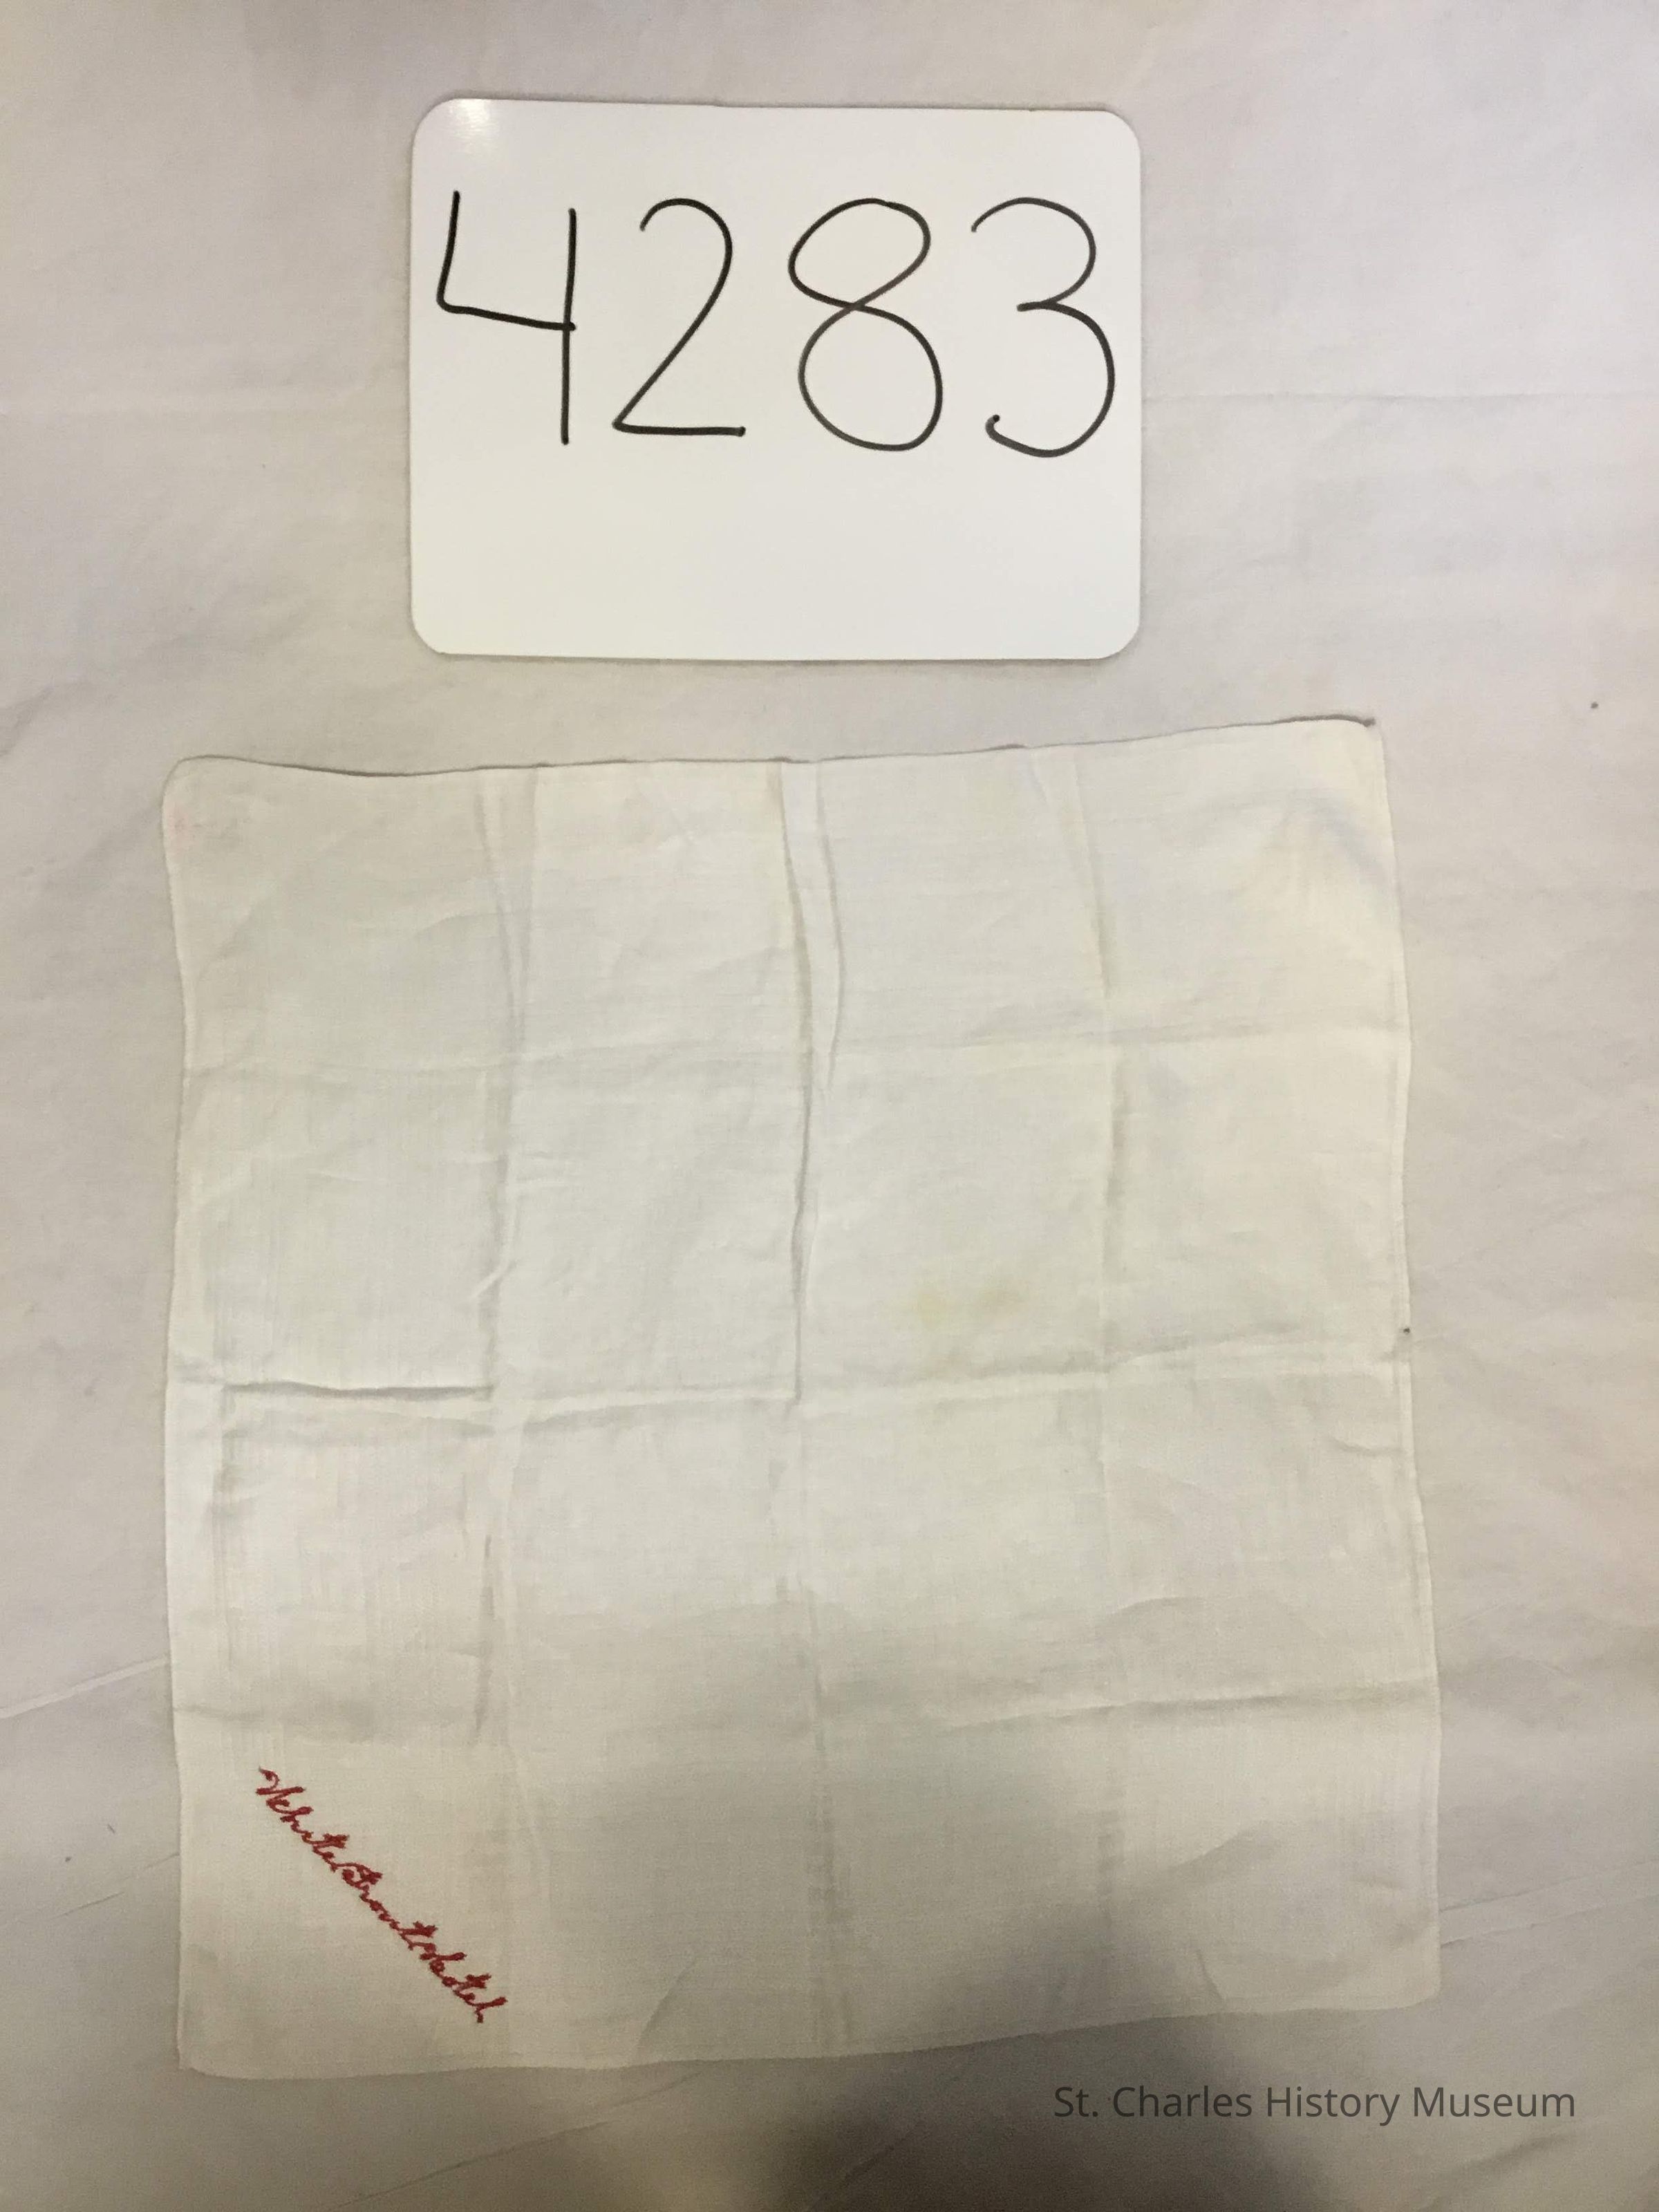 4283
White Front Hotel
St. Charles History Museum